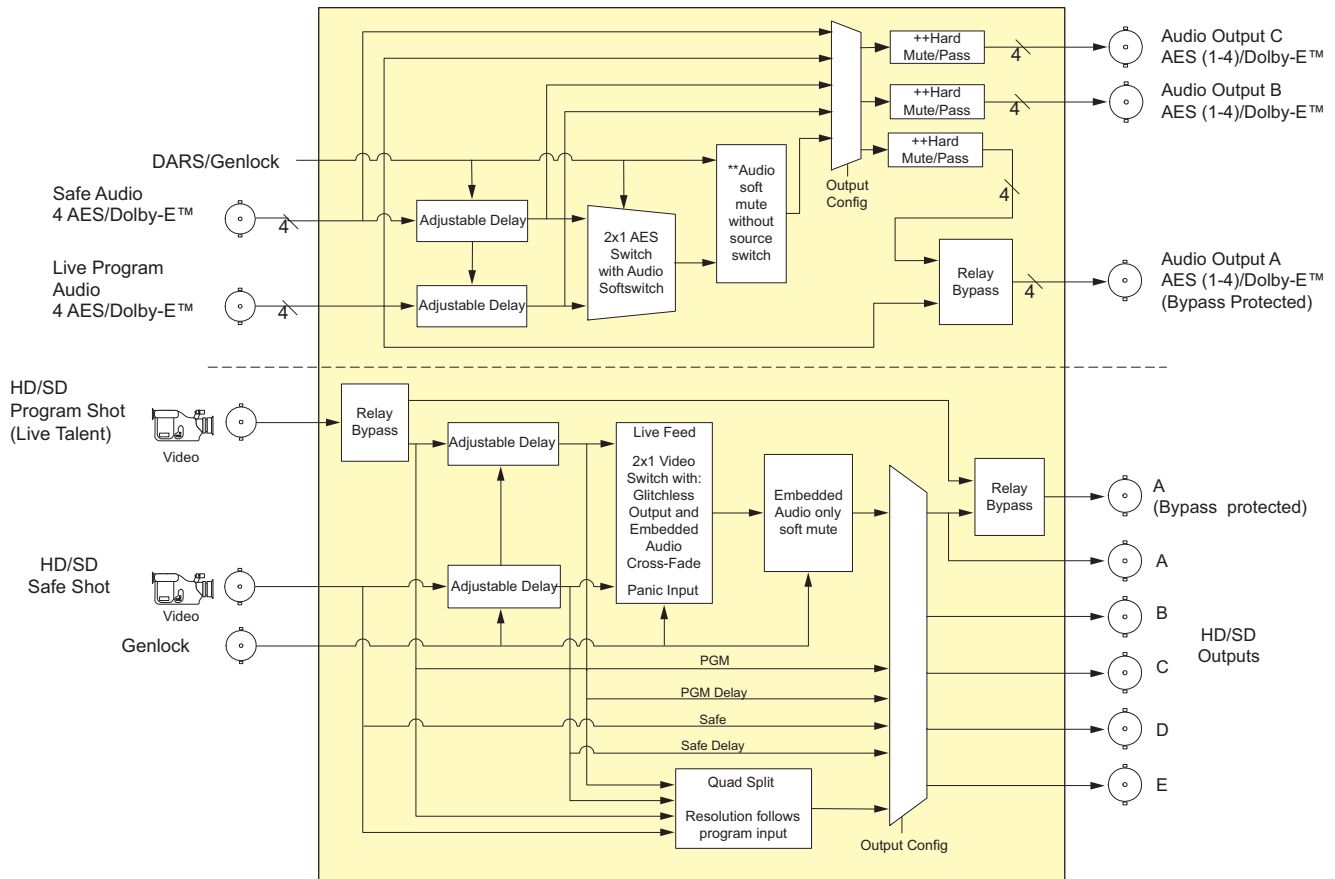 ++Hard
Mute/Pass
4
Audio Output C
AES (1-4)/Dolby-E™
++Hard
Mute/Pass
4
Audio Output B
AES (1-4)/Dolby-E™
++Hard
Mute/Pass
4
Output
Config
DARS/Genlock
Safe Audio
4 AES/Dolby-E™
4
Adjustable Delay
2x1 AES
Switch
with Audio
Softswitch
**Audio
soft
mute
without
source
switch
Live Program
Audio
4 AES/Dolby-E™
4
Adjustable Delay
Relay
Bypass
4
Audio Output A
AES (1-4)/Dolby-E™
(Bypass Protected)
HD/SD
Program Shot
(Live Talent)
Video
Relay
Bypass
Adjustable Delay
Live Feed
2x1 Video
Switch with:
Glitchless
Output and
Embedded
Audio
Cross-Fade
Panic Input
Embedded
Audio only
soft mute
Relay
Bypass
A
(Bypass protected)
A
B
C
D
E
HD/SD
Outputs
HD/SD
Safe Shot
Video
Adjustable Delay
Genlock
PGM
PGM Delay
Safe
Safe Delay
Quad Split
Resolution follows
program input
Output Config